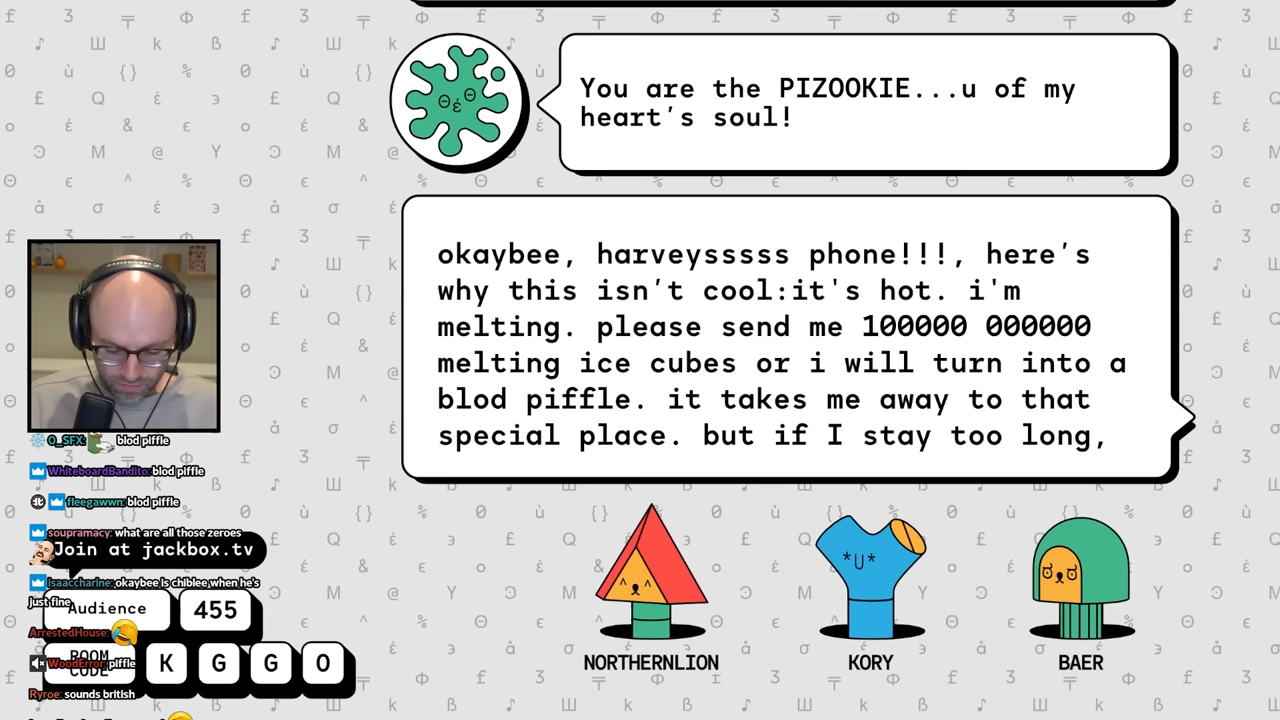 You are the PIZOOKIE...u of my
heart's soul!
okaybee, harveysssss phone!!!, here's
why this isn't cool:it's hot. i'm
melting. please send me 100000 000000
melting ice cubes or i will turn into a
blod piffle. it takes me away to that
special place. but if I stay too long,
NORTHERNLION
KORY
BAER
O_SFX: blod piffle
WhiteboardBandito: blod piffle
fleegawwn: blod piffle
soupramacy: what are all those zeroes
Join at jackbox.tv
Isaaccharine: okaybee is chiblee when he's
just fine
Audience
455
ArrestedHouse:
ROOM
CODE
K G G O
WoodError: piffle
Ryroe: sounds british